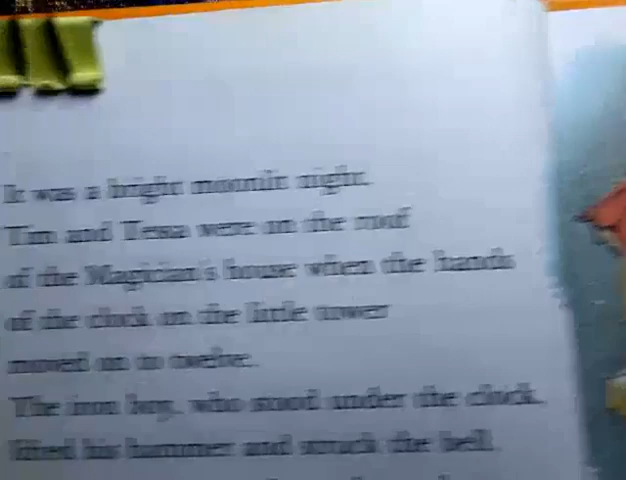 It was a bright moonlit night.
Tim and Tessa were on the roof
of the Magician's house when the hands
of the clock on the little tower
moved on to twelve.
The iron boy, who stood under the clock,
lifted his hammer and struck the bell.